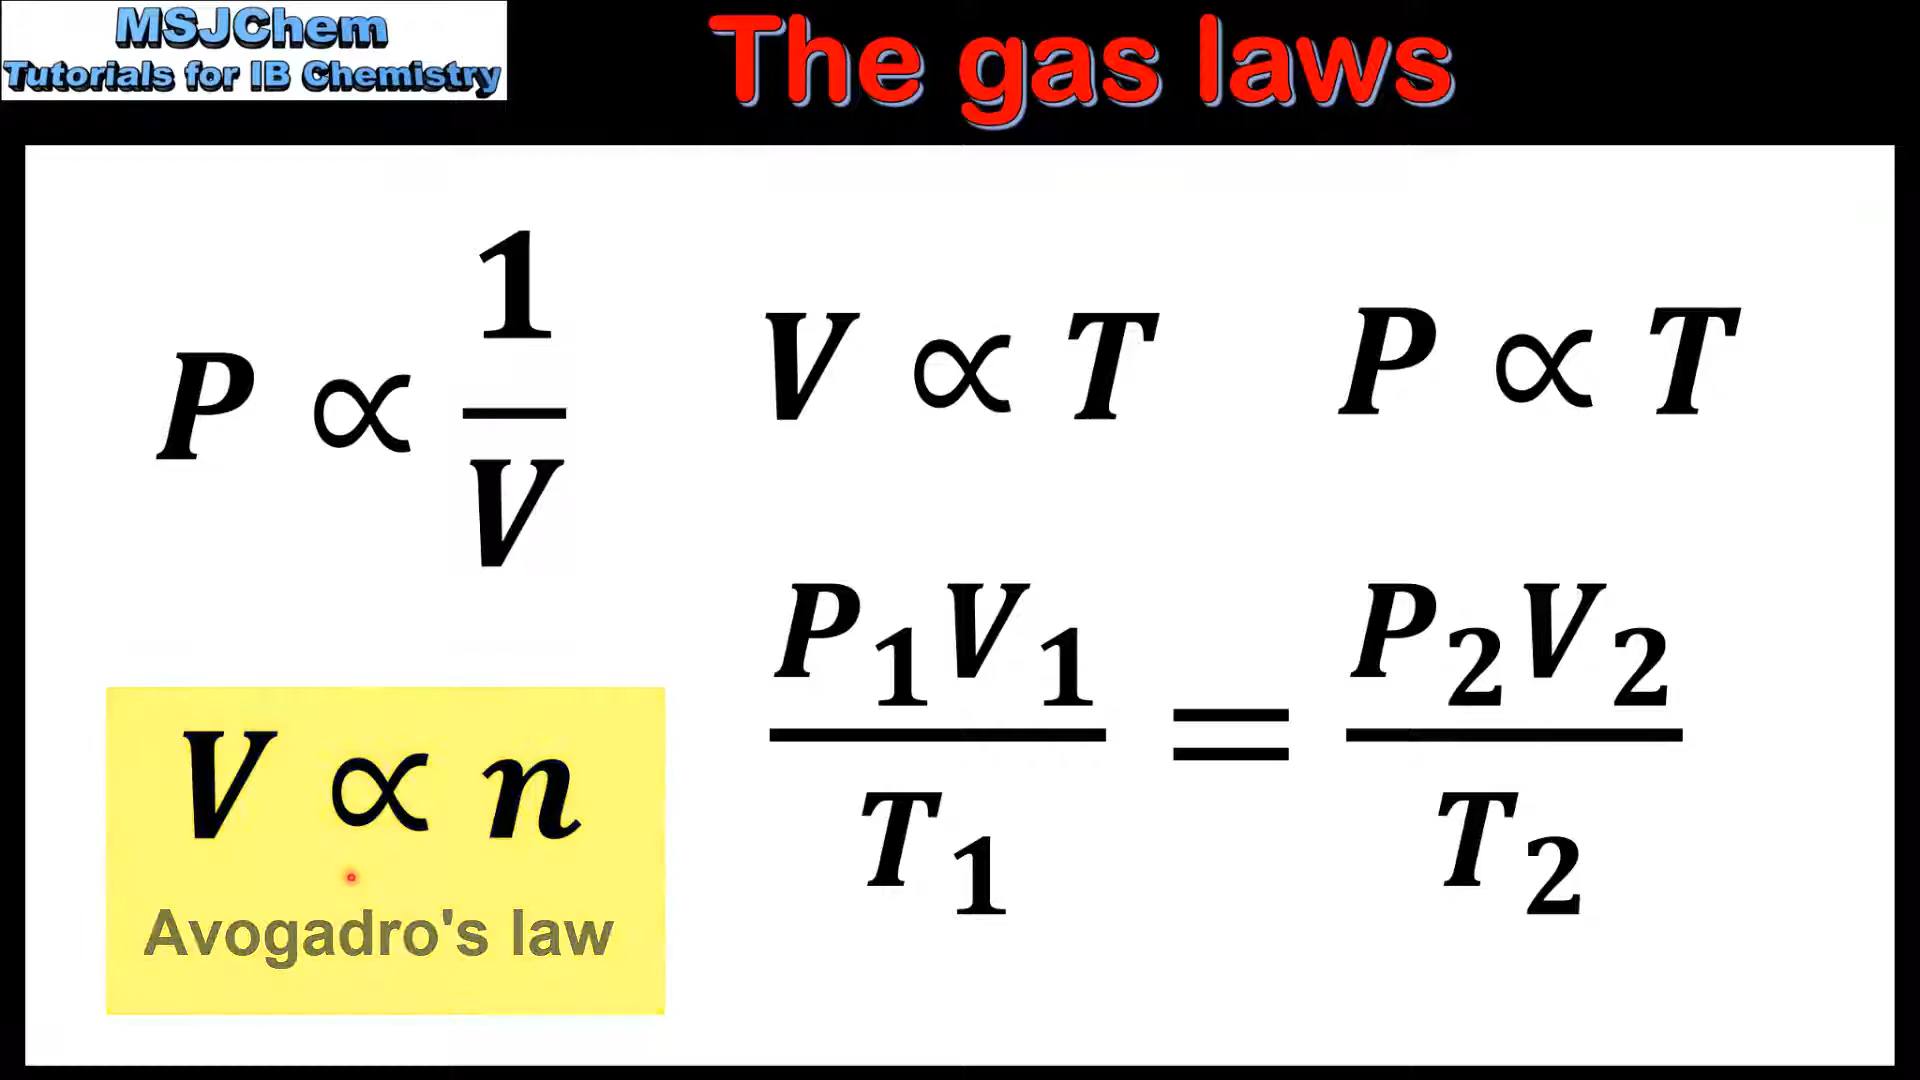 MSJChem
Tutorials for IB Chemistry
The gas laws
P ∝ 1/V
V ∝ T
P ∝ T
V ∝ n
Avogadro's law
P₁V₁/T₁ = P₂V₂/T₂